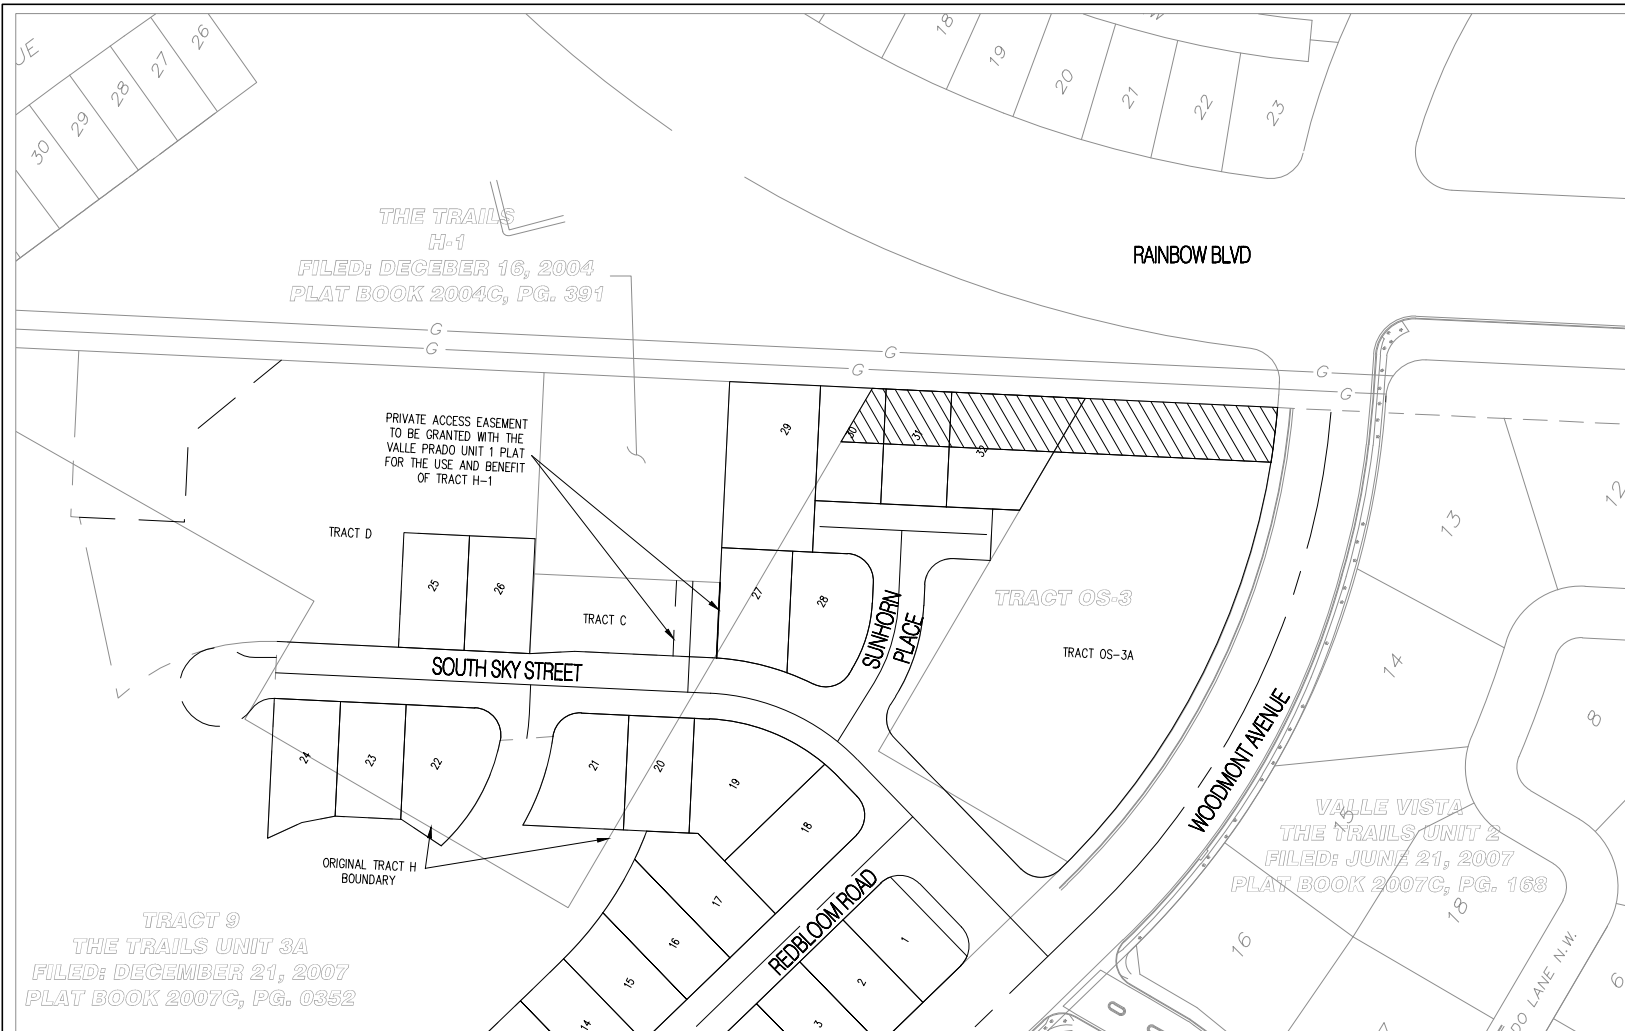 UE
30
29
28
27
26
18
19
20
21
22
23
THE TRAILS
H-1
FILED: DECEBER 16, 2004
PLAT BOOK 2004C, PG. 391
RAINBOW BLVD
G
G
G
G
G
G
PRIVATE ACCESS EASEMENT
TO BE GRANTED WITH THE
VALLE PRADO UNIT 1 PLAT
FOR THE USE AND BENEFIT
OF TRACT H-1
29
30
31
32
TRACT D
25
26
TRACT C
27
28
SUNHORN
PLACE
TRACT OS-3
TRACT OS-3A
SOUTH SKY STREET
24
23
22
21
20
19
18
17
16
15
14
ORIGINAL TRACT H
BOUNDARY
REDBLOOM ROAD
1
2
3
WOODMONT AVENUE
13
12
14
8
15
VALLE VISTA
THE TRAILS UNIT 2
FILED: JUNE 21, 2007
PLAT BOOK 2007C, PG. 168
18
16
6
DO LANE N.W.
TRACT 9
THE TRAILS UNIT 3A
FILED: DECEMBER 21, 2007
PLAT BOOK 2007C, PG. 0352